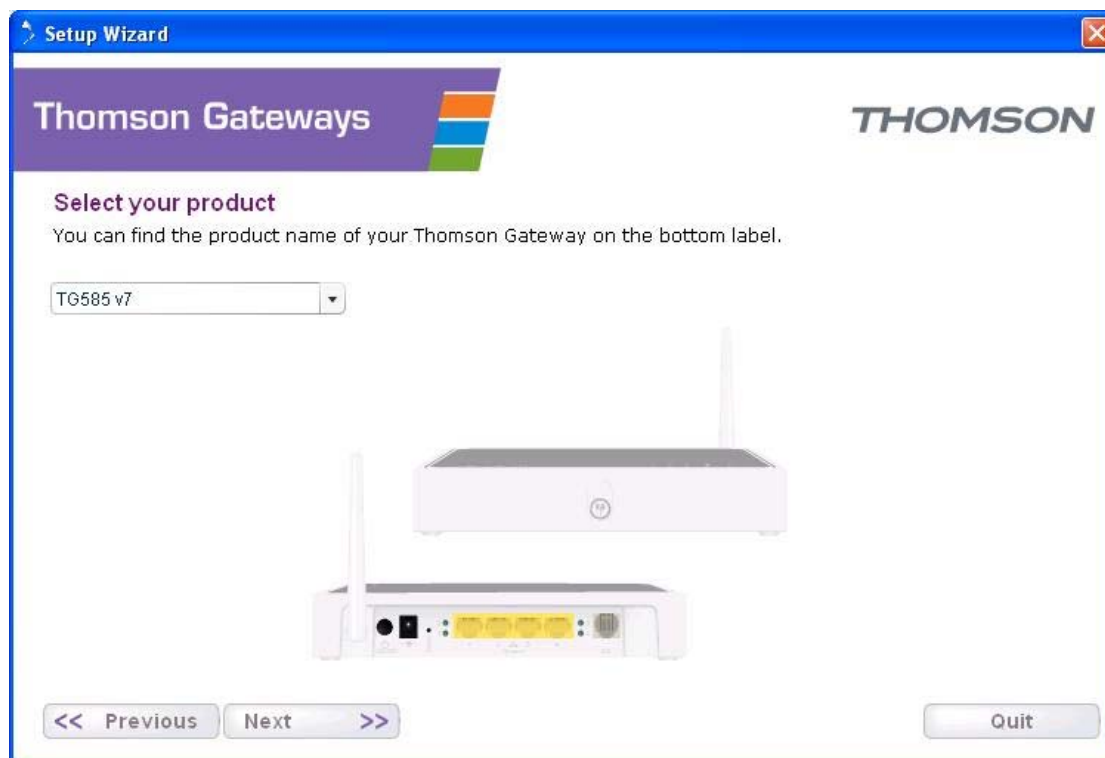 Setup Wizard
Thomson Gateways
THOMSON
Select your product
You can find the product name of your Thomson Gateway on the bottom label.
TG585 v7
<< Previous
Next >>
Quit